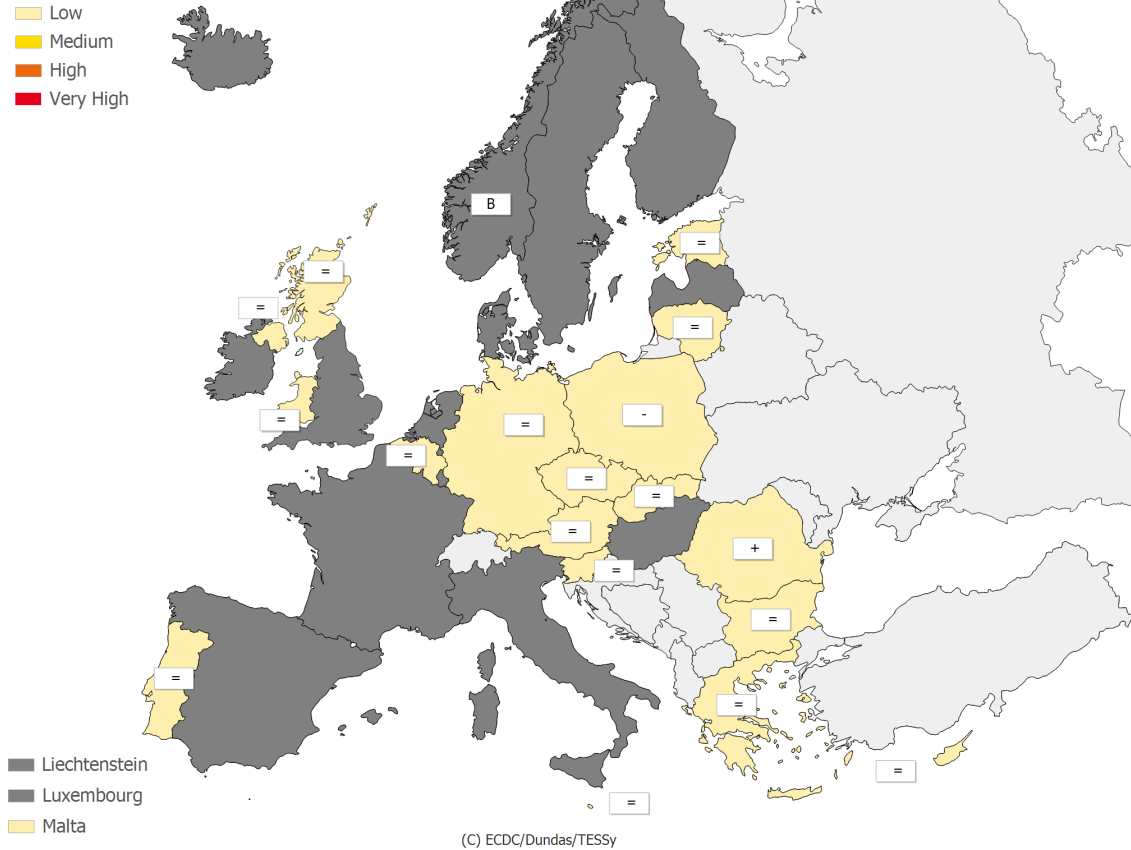 Low
Medium
High
Very High
B
=
=
=
=
=
=
-
=
=
=
=
+
=
=
=
=
=
=
Liechtenstein
Luxembourg
Malta
(C) ECDC/Dundas/TESSy